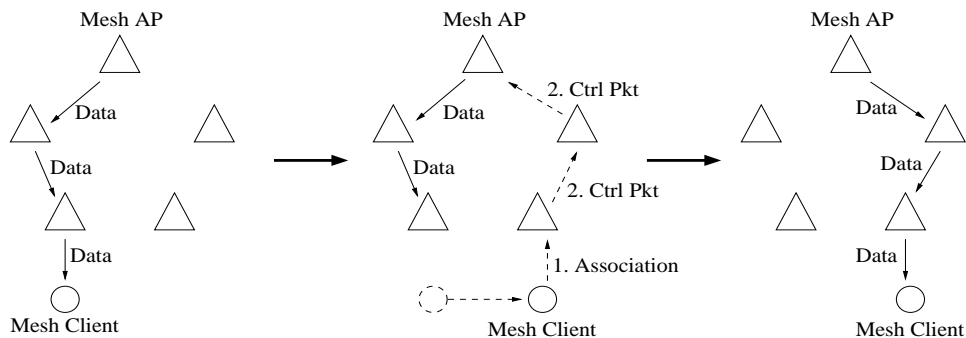 Mesh AP
Data
Data
Data
Mesh Client
Mesh AP
2. Ctrl Pkt
Data
2. Ctrl Pkt
Data
1. Association
Mesh Client
Mesh AP
Data
Data
Data
Mesh Client